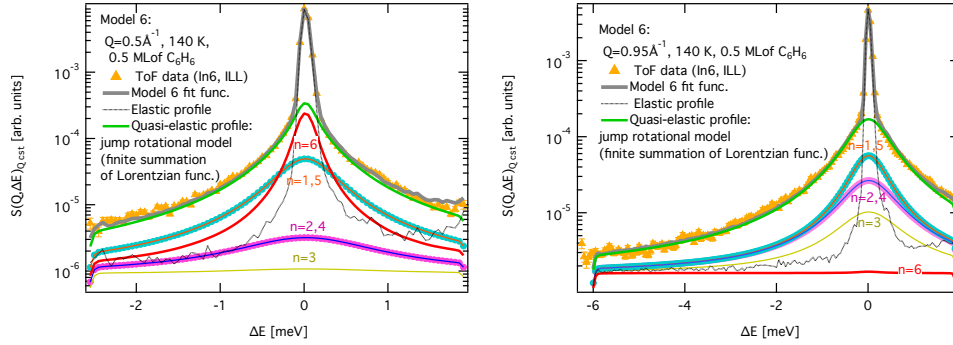 Model 6:
Q=0.5Å⁻¹, 140 K,
0.5 MLof C₆H₆
ToF data (In6, ILL)
Model 6 fit func.
Elastic profile
Quasi-elastic profile:
jump rotational model
(finite summation
of Lorentzian func.)
n=6
n=1,5
n=2,4
n=3
S(Q,ΔE)Q,cst [arb. units]
10⁻³
10⁻⁴
10⁻⁵
10⁻⁶
-2
-1
0
1
ΔE [meV]
Model 6:
Q=0.95Å⁻¹, 140 K, 0.5 MLof C₆H₆
ToF data (In6, ILL)
Model 6 fit func.
Elastic profile
Quasi-elastic profile:
jump rotational model
(finite summation of Lorentzian func.)
n=1,5
n=2,4
n=3
n=6
S(Q,ΔE)Q,cst [arb. units]
10⁻³
10⁻⁴
10⁻⁵
-6
-4
-2
0
ΔE [meV]